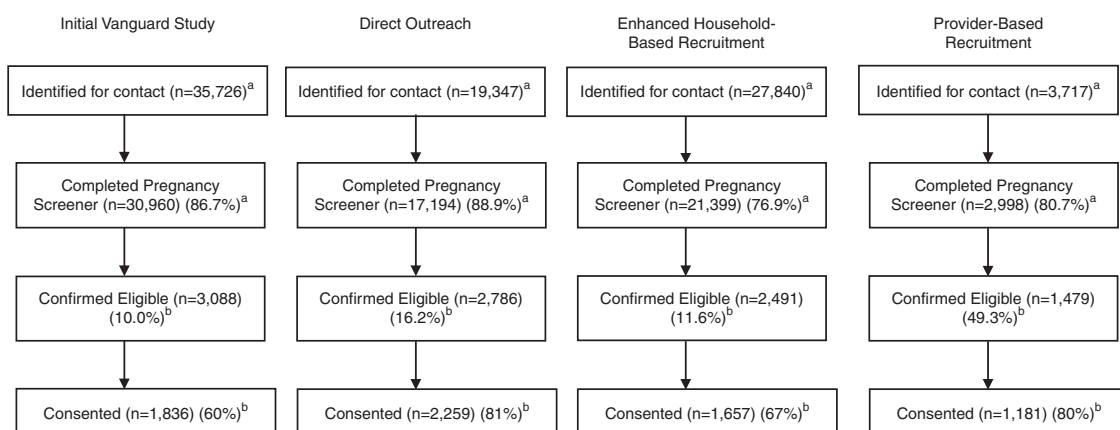 Initial Vanguard Study
Identified for contact (n=35,726)a
Completed Pregnancy
Screener (n=30,960) (86.7%)a
Confirmed Eligible (n=3,088)
(10.0%)b
Consented (n=1,836) (60%)b
Direct Outreach
Identified for contact (n=19,347)a
Completed Pregnancy
Screener (n=17,194) (88.9%)a
Confirmed Eligible (n=2,786)
(16.2%)b
Consented (n=2,259) (81%)b
Enhanced Household-
Based Recruitment
Identified for contact (n=27,840)a
Completed Pregnancy
Screener (n=21,399) (76.9%)a
Confirmed Eligible (n=2,491)
(11.6%)b
Consented (n=1,657) (67%)b
Provider-Based
Recruitment
Identified for contact (n=3,717)a
Completed Pregnancy
Screener (n=2,998) (80.7%)a
Confirmed Eligible (n=1,479)
(49.3%)b
Consented (n=1,181) (80%)b